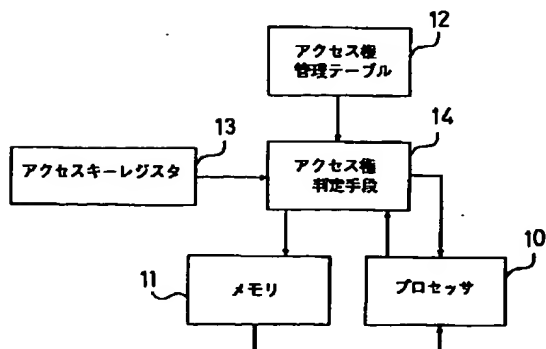 12
アクセス権
管理テーブル
13
アクセスキーレジスタ
14
アクセス権
判定手段
11
メモリ
プロセッサ
10